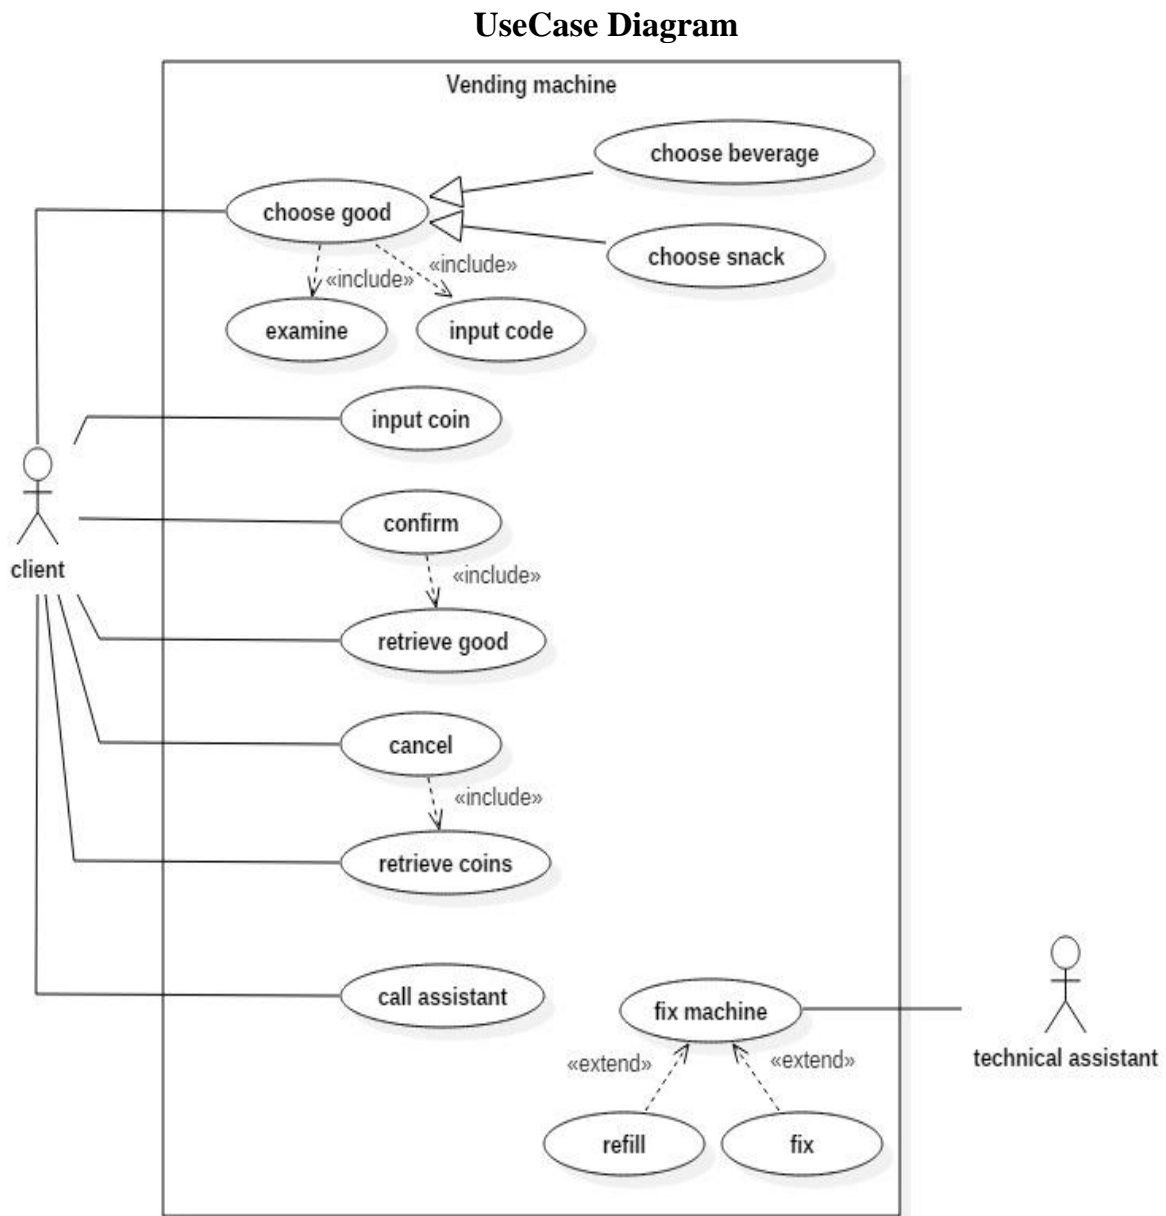 UseCase Diagram
Vending machine
choose beverage
choose good
choose snack
«include»
«include»
examine
input code
input coin
confirm
client
«include»
retrieve good
cancel
«include»
retrieve coins
call assistant
fix machine
technical assistant
«extend»
«extend»
refill
fix